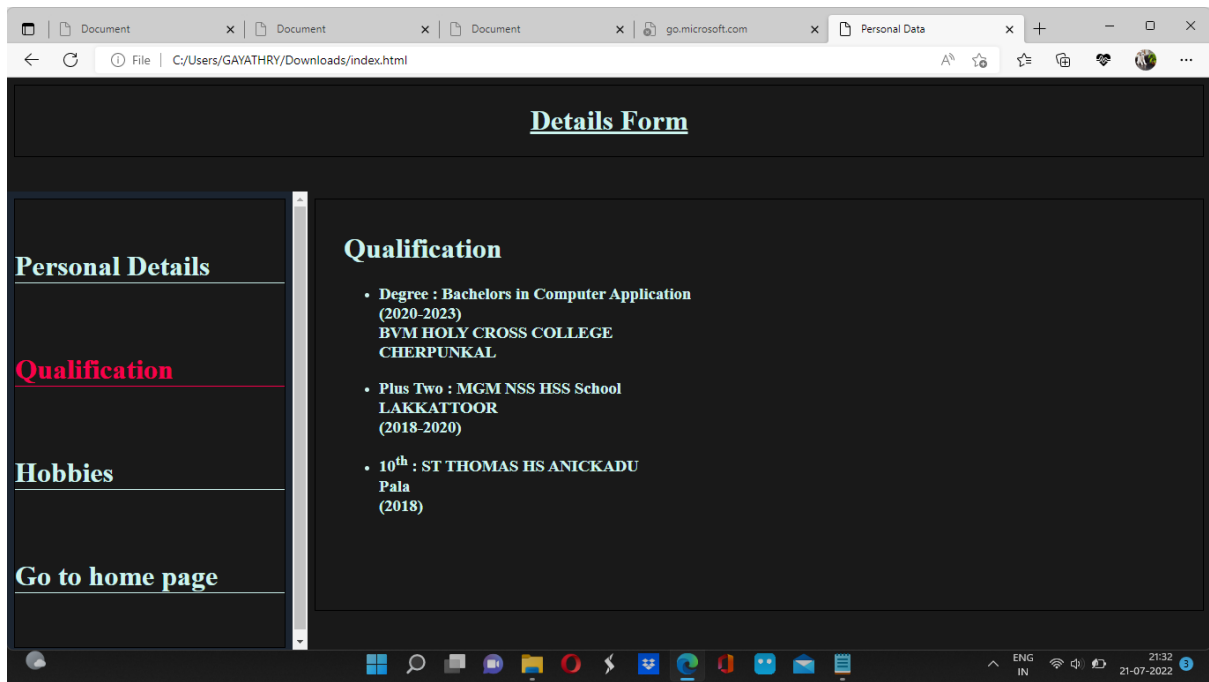 Document
Document
Document
go.microsoft.com
Personal Data
File
C:/Users/GAYATHRY/Downloads/index.html
Details Form
Personal Details
Qualification
Hobbies
Go to home page
Qualification
• Degree : Bachelors in Computer Application
(2020-2023)
BVM HOLY CROSS COLLEGE
CHERPUNKAL
• Plus Two : MGM NSS HSS School
LAKKATTOOR
(2018-2020)
• 10th : ST THOMAS HS ANICKADU
Pala
(2018)
ENG
IN
21:32
21-07-2022
3